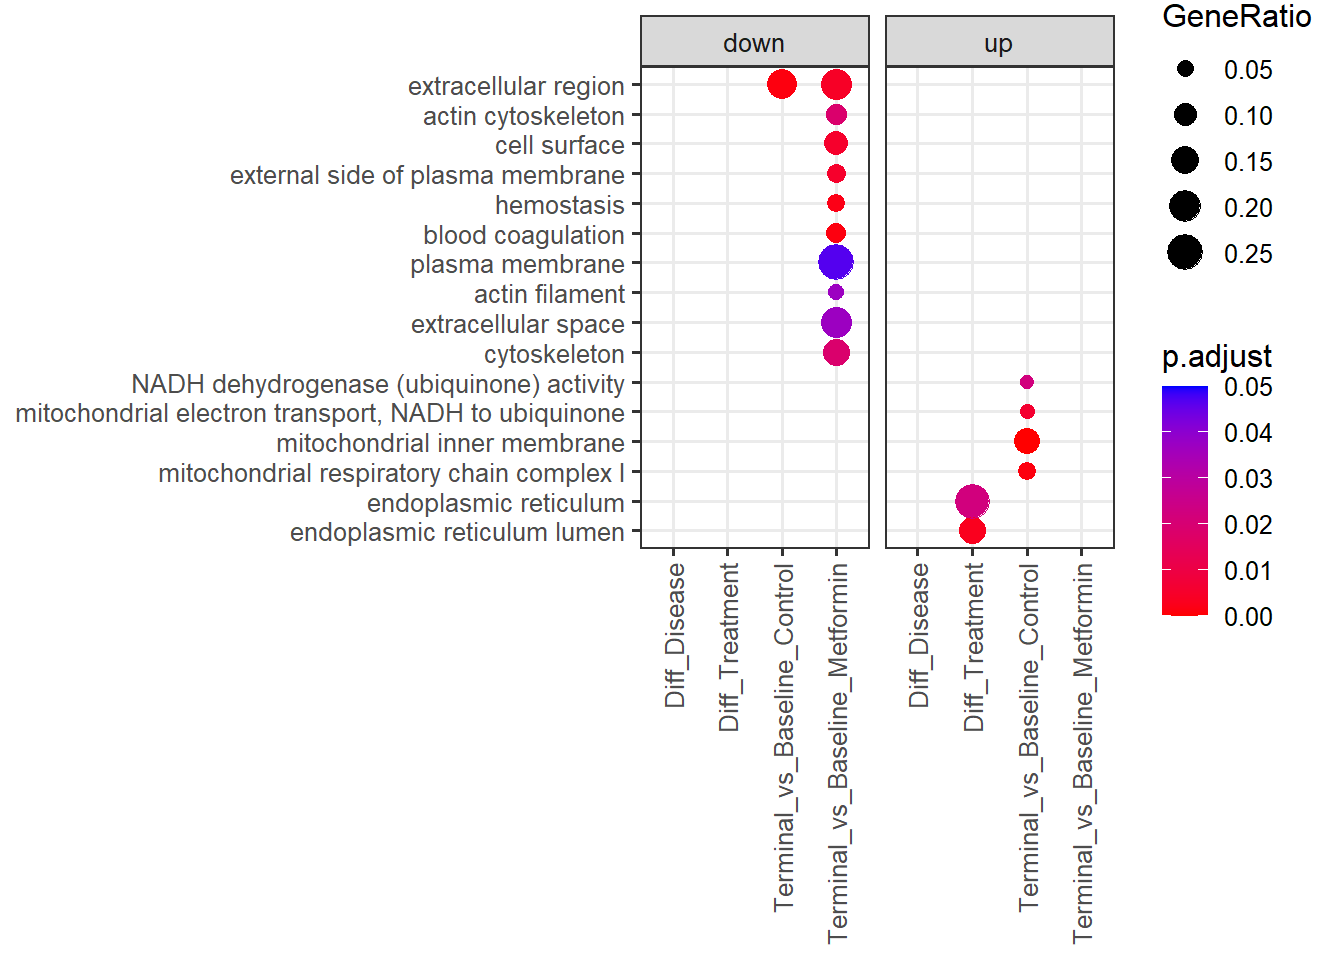 down
up
extracellular region
actin cytoskeleton
cell surface
external side of plasma membrane
hemostasis
blood coagulation
plasma membrane
actin filament
extracellular space
cytoskeleton
NADH dehydrogenase (ubiquinone) activity
mitochondrial electron transport, NADH to ubiquinone
mitochondrial inner membrane
mitochondrial respiratory chain complex I
endoplasmic reticulum
endoplasmic reticulum lumen
Diff_Disease
Diff_Treatment
Terminal_vs_Baseline_Control
Terminal_vs_Baseline_Metformin
Diff_Disease
Diff_Treatment
Terminal_vs_Baseline_Control
Terminal_vs_Baseline_Metformin
GeneRatio
0.05
0.10
0.15
0.20
0.25
p.adjust
0.05
0.04
0.03
0.02
0.01
0.00